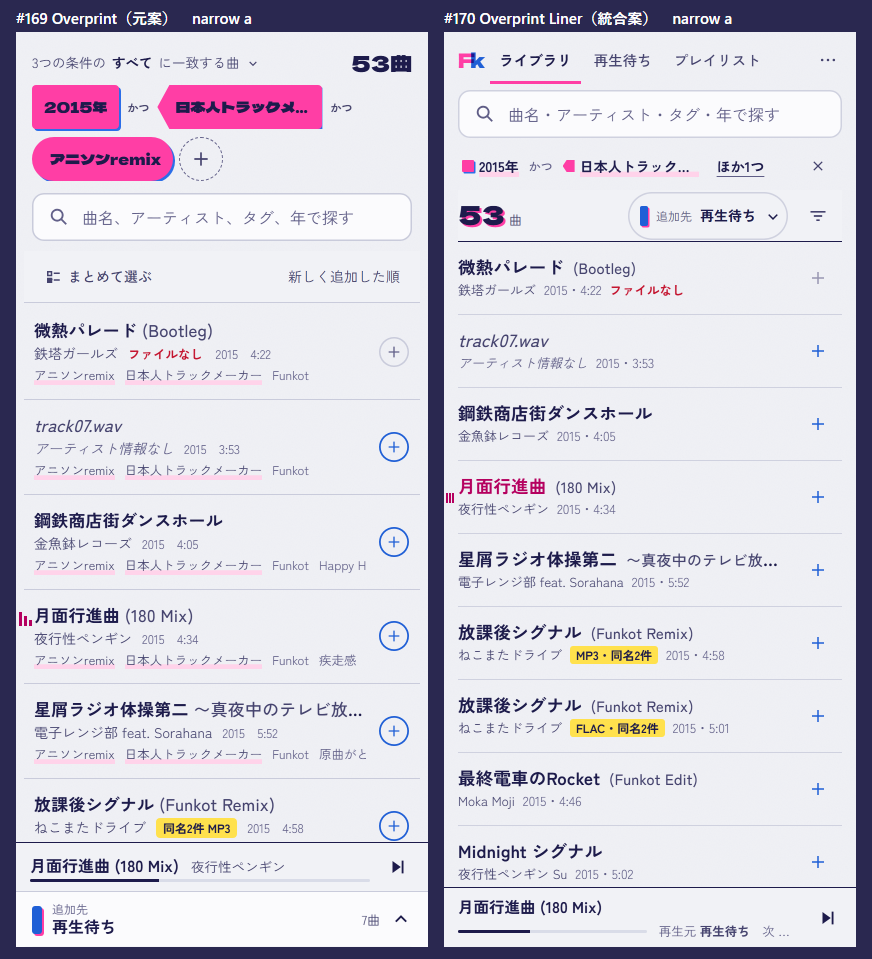 #169 Overprint（元案） narrow a
3つの条件の すべて に一致する曲
53曲
2015年 かつ 日本人トラックメ… かつ
アニソンremix
曲名、アーティスト、タグ、年で探す
まとめて選ぶ
新しく追加した順
微熱パレード (Bootleg)
鉄塔ガールズ ファイルなし 2015 4:22
アニソンremix 日本人トラックメーカー Funkot
track07.wav
アーティスト情報なし 2015 3:53
アニソンremix 日本人トラックメーカー Funkot
鋼鉄商店街ダンスホール
金魚鉢レコーズ 2015 4:05
アニソンremix 日本人トラックメーカー Funkot Happy H
月面行進曲 (180 Mix)
夜行性ペンギン 2015 4:34
アニソンremix 日本人トラックメーカー Funkot 疾走感
星屑ラジオ体操第二 〜真夜中のテレビ放…
電子レンジ部 feat. Sorahana 2015 5:52
アニソンremix 日本人トラックメーカー Funkot 原曲がと
放課後シグナル (Funkot Remix)
ねこまたドライブ 同名2件 MP3 2015 4:58
月面行進曲 (180 Mix) 夜行性ペンギン
追加先
再生待ち
7曲
#170 Overprint Liner（統合案） narrow a
Fk ライブラリ 再生待ち プレイリスト
曲名・アーティスト・タグ・年で探す
2015年 かつ 日本人トラック… ほか1つ
53曲
追加先 再生待ち
微熱パレード (Bootleg)
鉄塔ガールズ 2015・4:22 ファイルなし
track07.wav
アーティスト情報なし 2015・3:53
鋼鉄商店街ダンスホール
金魚鉢レコーズ 2015・4:05
月面行進曲 (180 Mix)
夜行性ペンギン 2015・4:34
星屑ラジオ体操第二 〜真夜中のテレビ放…
電子レンジ部 feat. Sorahana 2015・5:52
放課後シグナル (Funkot Remix)
ねこまたドライブ MP3・同名2件 2015・4:58
放課後シグナル (Funkot Remix)
ねこまたドライブ FLAC・同名2件 2015・5:01
最終電車のRocket (Funkot Edit)
Moka Moji 2015・4:46
Midnight シグナル
夜行性ペンギン Su 2015・5:02
月面行進曲 (180 Mix)
再生元 再生待ち 次 …